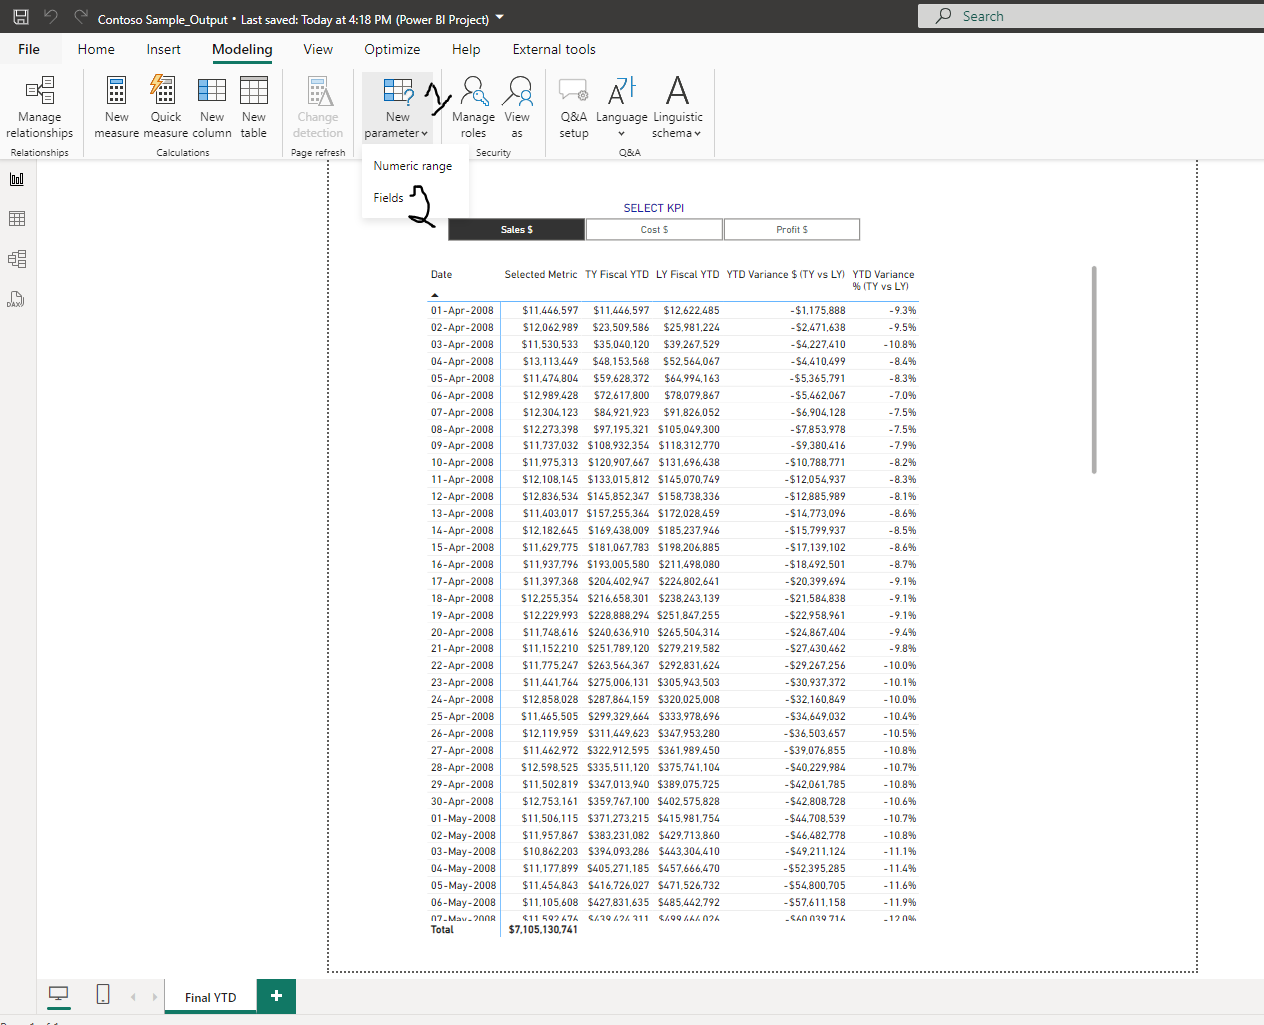 Contoso Sample_Output • Last saved: Today at 4:18 PM (Power BI Project)
Search
File Home Insert Modeling View Optimize Help External tools
Manage relationships
New measure
Quick measure
New column
New table
Change detection
New parameter
1
Manage roles
View as
Q&A setup
Language
Linguistic schema
Relationships
Calculations
Page refresh
Security
Q&A
Numeric range
Fields
2
SELECT KPI
Sales $ Cost $ Profit $
Date Selected Metric TY Fiscal YTD LY Fiscal YTD YTD Variance $ (TY vs LY) YTD Variance % (TY vs LY)
01-Apr-2008 $11,446,597 $11,446,597 $12,622,485 -$1,175,888 -9.3%
02-Apr-2008 $12,062,989 $23,509,586 $25,981,224 -$2,471,638 -9.5%
03-Apr-2008 $11,530,533 $35,040,120 $39,267,529 -$4,227,410 -10.8%
04-Apr-2008 $13,113,449 $48,153,568 $52,564,067 -$4,410,499 -8.4%
05-Apr-2008 $11,474,804 $59,628,372 $64,994,163 -$5,365,791 -8.3%
06-Apr-2008 $12,989,428 $72,617,800 $78,079,867 -$5,462,067 -7.0%
07-Apr-2008 $12,304,123 $84,921,923 $91,826,052 -$6,904,128 -7.5%
08-Apr-2008 $12,273,398 $97,195,321 $105,049,300 -$7,853,978 -7.5%
09-Apr-2008 $11,737,032 $108,932,354 $118,312,770 -$9,380,416 -7.9%
10-Apr-2008 $11,975,313 $120,907,667 $131,696,438 -$10,788,771 -8.2%
11-Apr-2008 $12,108,145 $133,015,812 $145,070,749 -$12,054,937 -8.3%
12-Apr-2008 $12,836,534 $145,852,347 $158,738,336 -$12,885,989 -8.1%
13-Apr-2008 $11,403,017 $157,255,364 $172,028,459 -$14,773,096 -8.6%
14-Apr-2008 $12,182,645 $169,438,009 $185,237,946 -$15,799,937 -8.5%
15-Apr-2008 $11,629,775 $181,067,783 $198,206,885 -$17,139,102 -8.6%
16-Apr-2008 $11,937,796 $193,005,580 $211,498,080 -$18,492,501 -8.7%
17-Apr-2008 $11,397,368 $204,402,947 $224,802,641 -$20,399,694 -9.1%
18-Apr-2008 $12,255,354 $216,658,301 $238,243,139 -$21,584,838 -9.1%
19-Apr-2008 $12,229,993 $228,888,294 $251,847,255 -$22,958,961 -9.1%
20-Apr-2008 $11,748,616 $240,636,910 $265,504,314 -$24,867,404 -9.4%
21-Apr-2008 $11,152,210 $251,789,120 $279,219,582 -$27,430,462 -9.8%
22-Apr-2008 $11,775,247 $263,564,367 $292,831,624 -$29,267,256 -10.0%
23-Apr-2008 $11,441,764 $275,006,131 $305,943,503 -$30,937,372 -10.1%
24-Apr-2008 $12,858,028 $287,864,159 $320,025,008 -$32,160,849 -10.0%
25-Apr-2008 $11,465,505 $299,329,664 $333,978,696 -$34,649,032 -10.4%
26-Apr-2008 $12,119,959 $311,449,623 $347,953,280 -$36,503,657 -10.5%
27-Apr-2008 $11,462,972 $322,912,595 $361,989,450 -$39,076,855 -10.8%
28-Apr-2008 $12,598,525 $335,511,120 $375,741,104 -$40,229,984 -10.7%
29-Apr-2008 $11,502,819 $347,013,940 $389,075,725 -$42,061,785 -10.8%
30-Apr-2008 $12,753,161 $359,767,100 $402,575,828 -$42,808,728 -10.6%
01-May-2008 $11,506,115 $371,273,215 $415,981,754 -$44,708,539 -10.7%
02-May-2008 $11,957,867 $383,231,082 $429,713,860 -$46,482,778 -10.8%
03-May-2008 $10,862,203 $394,093,286 $443,304,410 -$49,211,124 -11.1%
04-May-2008 $11,177,899 $405,271,185 $457,666,470 -$52,395,285 -11.4%
05-May-2008 $11,454,843 $416,726,027 $471,526,732 -$54,800,705 -11.6%
06-May-2008 $11,105,608 $427,831,635 $485,442,792 -$57,611,158 -11.9%
07-May-2008 $11,592,676 $439,424,311 $499,464,026 -$60,039,716 -12.0%
Total $7,105,130,741
Final YTD